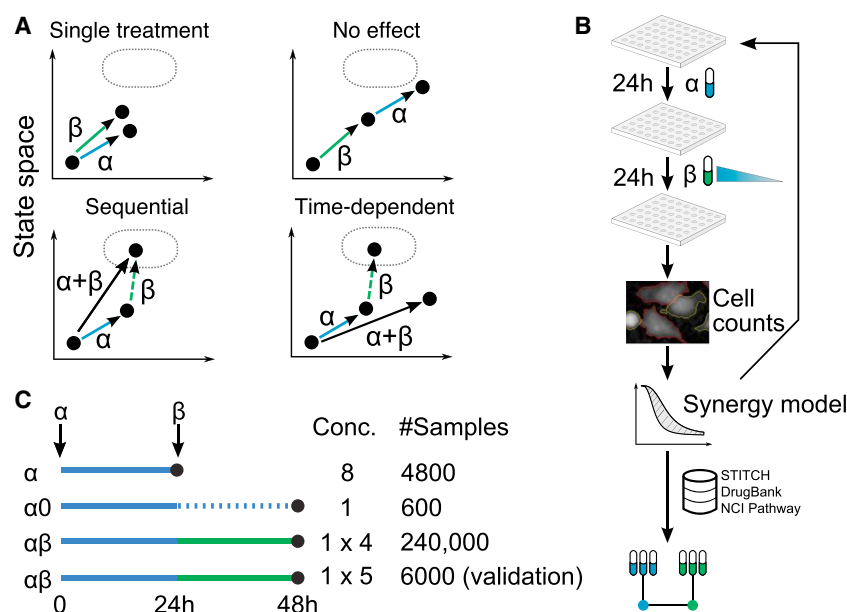 A
Single treatment
No effect
State space
β
α
β
α
Sequential
Time-dependent
α+β
β
α
β
α
α+β
B
24h
α
24h
β
Cell
counts
Synergy model
STITCH
DrugBank
NCI Pathway
C
α
β
Conc.
#Samples
α 8 4800
α0 1 600
αβ 1 x 4 240,000
αβ 1 x 5 6000 (validation)
0 24h 48h